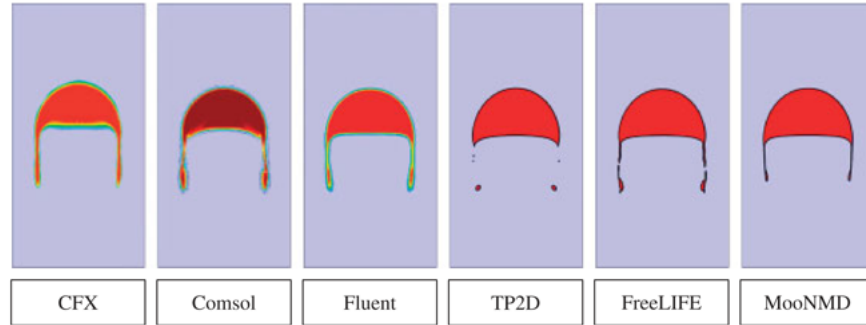 CFX
Comsol
Fluent
TP2D
FreeLIFE
MooNMD